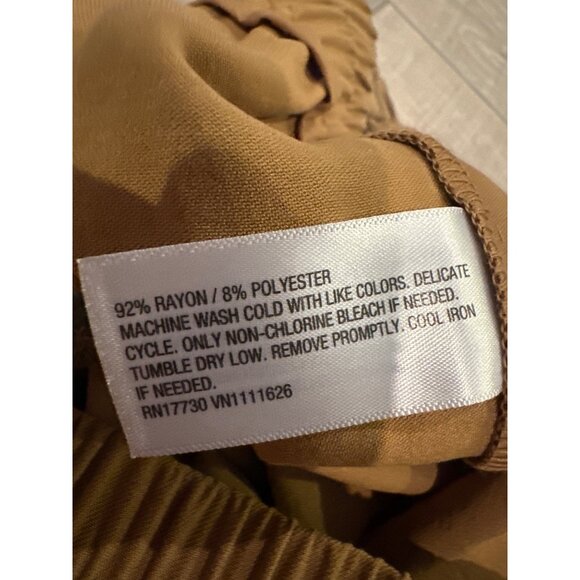 92% RAYON / 8% POLYESTER
MACHINE WASH COLD WITH LIKE COLORS. DELICATE
CYCLE. ONLY NON-CHLORINE BLEACH IF NEEDED.
TUMBLE DRY LOW. REMOVE PROMPTLY. COOL IRON
IF NEEDED.
RN17730 VN1111626